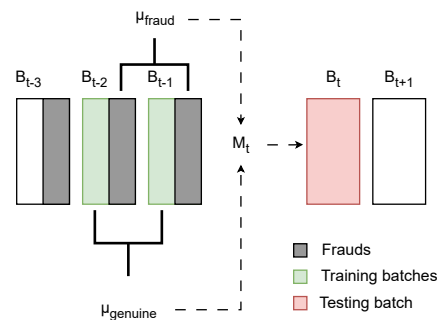 μfraud
Bt-3 Bt-2 Bt-1 Bt Bt+1
Mt
Frauds
Training batches
Testing batch
μgenuine